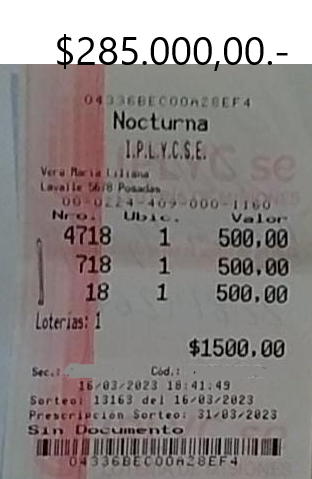 $285.000,00.-
04336BEC00A28EF4
Nocturna
I.P.L.Y.C.S.E.
Vera Maria Liliana
Lavalle 5678 Posadas
00-0224-409-000-1160
Nro. Ubic. Valor
4718 1 500.00
718 1 500.00
18 1 500.00
Loterias: 1
$1500.00
Sec.: Cód.:
16/03/2023 18:41:49
Sorteo: 13163 del 16/03/2023
Prescripción Sorteo: 31/03/2023
Sin Documento
04336BEC00A28EF4